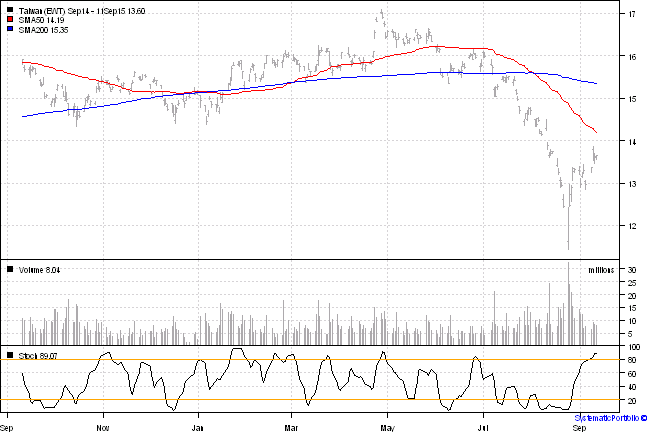 Taiwan (EWT) Sep14 - 11Sep15 13.60
SMA50 14.19
SMA200 15.35
17
16
15
14
13
12
Volume 8.04
millions
30
25
20
15
10
5
Stoch 89.07
100
80
60
40
20
Sep Nov Jan Mar May Jul Sep
SystematicPortfolio ©